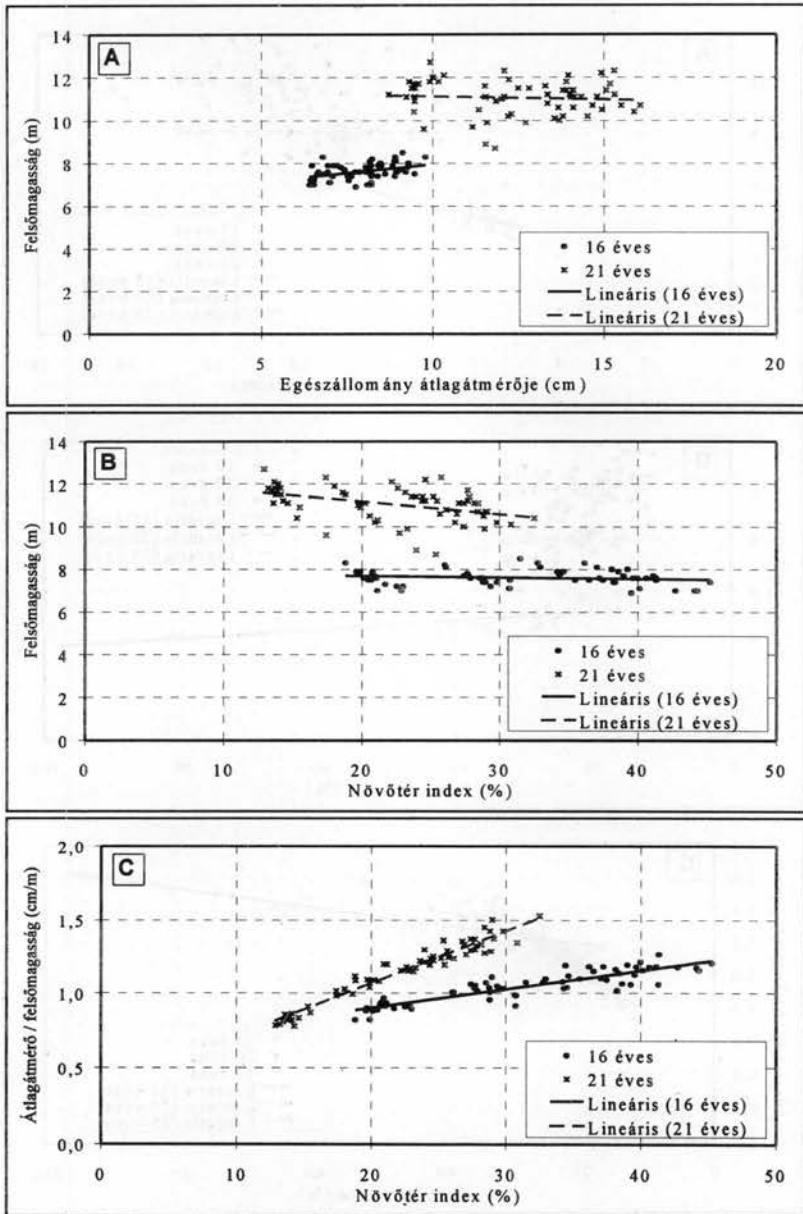 A
Felsőmagasság (m)
14
12
10
8
6
4
2
0
0 5 10 15 20
Egészállomány átlagátmérője (cm)
16 éves
21 éves
Lineáris (16 éves)
Lineáris (21 éves)
B
Felsőmagasság (m)
14
12
10
8
6
4
2
0
0 10 20 30 40 50
Növőtér index (%)
16 éves
21 éves
Lineáris (16 éves)
Lineáris (21 éves)
C
Átlagátmérő / felsőmagasság (cm/m)
2,0
1,5
1,0
0,5
0,0
0 10 20 30 40 50
Növőtér index (%)
16 éves
21 éves
Lineáris (16 éves)
Lineáris (21 éves)